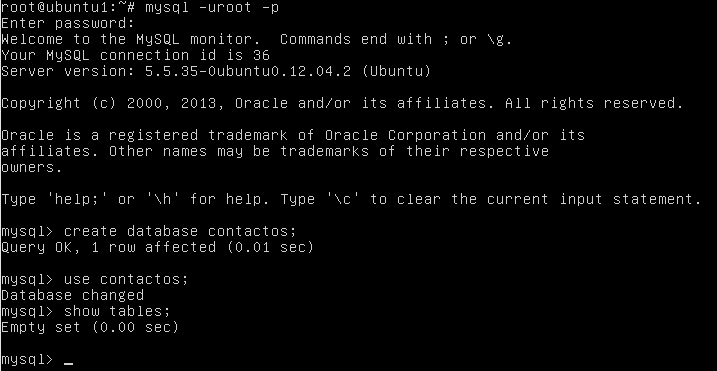 root@ubuntu1:~# mysql -uroot -p
Enter password:
Welcome to the MySQL monitor.  Commands end with ; or \g.
Your MySQL connection id is 36
Server version: 5.5.35-0ubuntu0.12.04.2 (Ubuntu)
Copyright (c) 2000, 2013, Oracle and/or its affiliates. All rights reserved.
Oracle is a registered trademark of Oracle Corporation and/or its
affiliates. Other names may be trademarks of their respective
owners.
Type 'help;' or '\h' for help. Type '\c' to clear the current input statement.
mysql> create database contactos;
Query OK, 1 row affected (0.01 sec)
mysql> use contactos;
Database changed
mysql> show tables;
Empty set (0.00 sec)
mysql> _